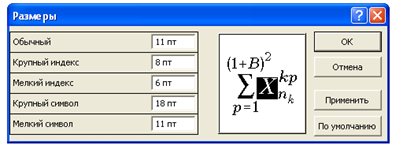 Размеры
Обычный 11 пт
Крупный индекс 8 пт
Мелкий индекс 6 пт
Крупный символ 18 пт
Мелкий символ 11 пт
(1+B)²
∑ X kp n k
p=1
OK
Отмена
Применить
По умолчанию